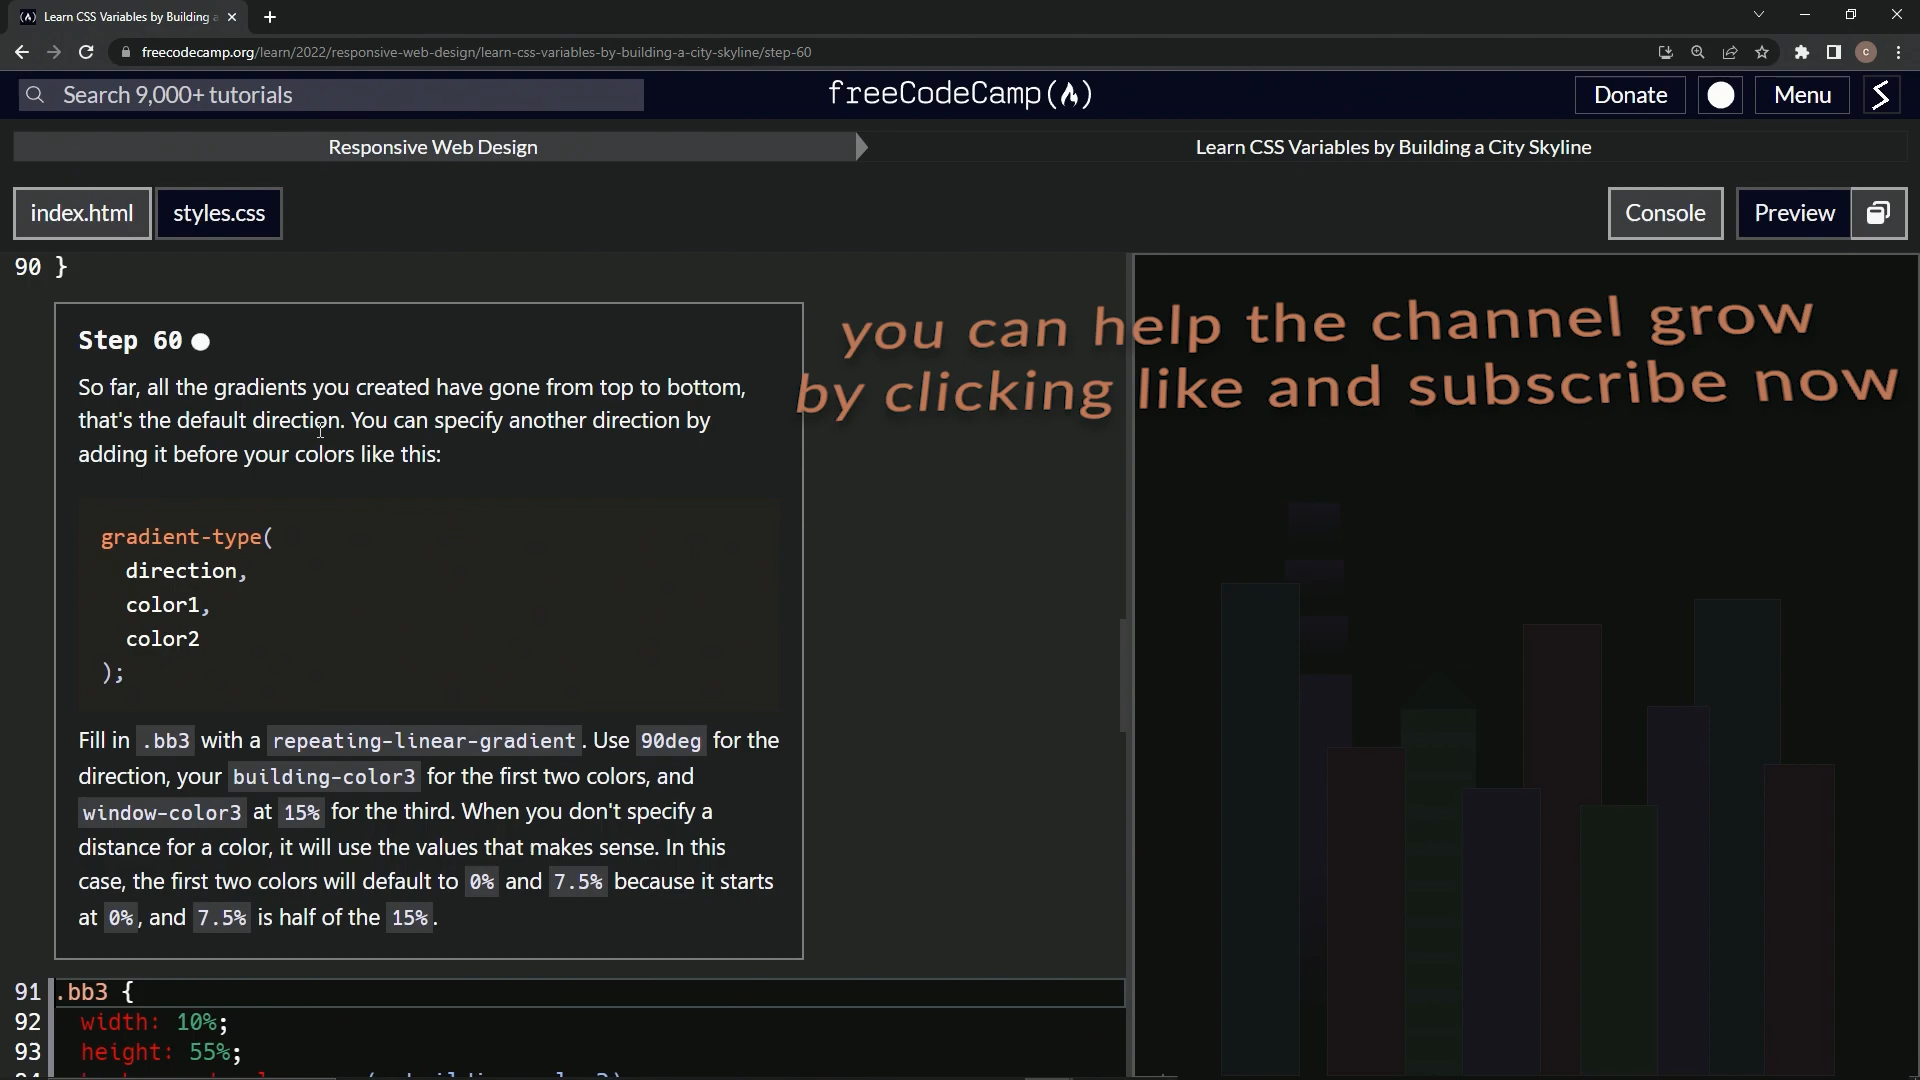 Learn CSS Variables by Building a
freecodecamp.org/learn/2022/responsive-web-design/learn-css-variables-by-building-a-city-skyline/step-60
C
Search 9,000+ tutorials
freeCodeCamp
Donate
Menu
Responsive Web Design
Learn CSS Variables by Building a City Skyline
index.html
styles.css
Console
Preview
90 }
you can help the channel grow
by clicking like and subscribe now
Step 60
So far, all the gradients you created have gone from top to bottom,
that's the default direction. You can specify another direction by
adding it before your colors like this:
gradient-type(
direction,
color1,
color2
);
Fill in .bb3 with a repeating-linear-gradient. Use 90deg for the
direction, your building-color3 for the first two colors, and
window-color3 at 15% for the third. When you don't specify a
distance for a color, it will use the values that makes sense. In this
case, the first two colors will default to 0% and 7.5% because it starts
at 0%, and 7.5% is half of the 15%.
91 .bb3 {
92 width: 10%;
93 height: 55%;